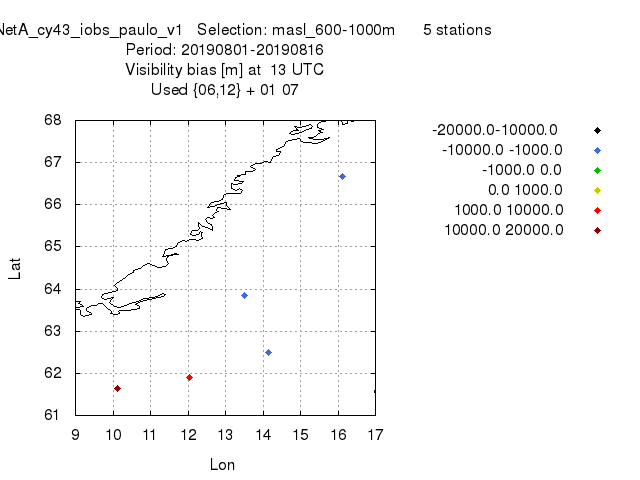 NetA_cy43_iobs_paulo_v1 Selection: masl_600-1000m 5 stations
Period: 20190801-20190816
Visibility bias [m] at 13 UTC
Used {06,12} + 01 07
-20000.0-10000.0
-10000.0 -1000.0
-1000.0 0.0
0.0 1000.0
1000.0 10000.0
10000.0 20000.0
68
67
66
65
64
63
62
61
Lat
9 10 11 12 13 14 15 16 17
Lon